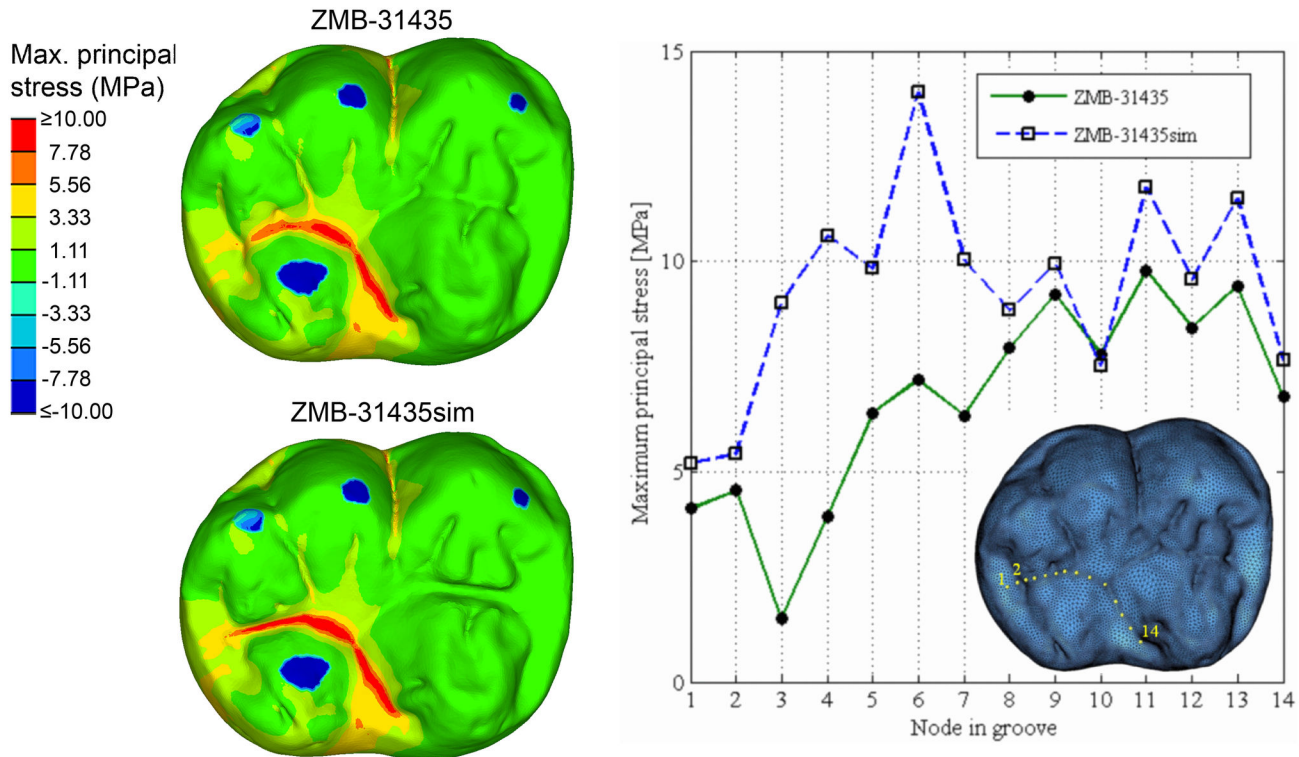 ZMB-31435
Max. principal
stress (MPa)
≥10.00
7.78
5.56
3.33
1.11
-1.11
-3.33
-5.56
-7.78
≤-10.00
ZMB-31435sim
15
10
5
0
Maximum principal stress [MPa]
ZMB-31435
ZMB-31435sim
1 2
14
1 2 3 4 5 6 7 8 9 10 11 12 13 14
Node in groove